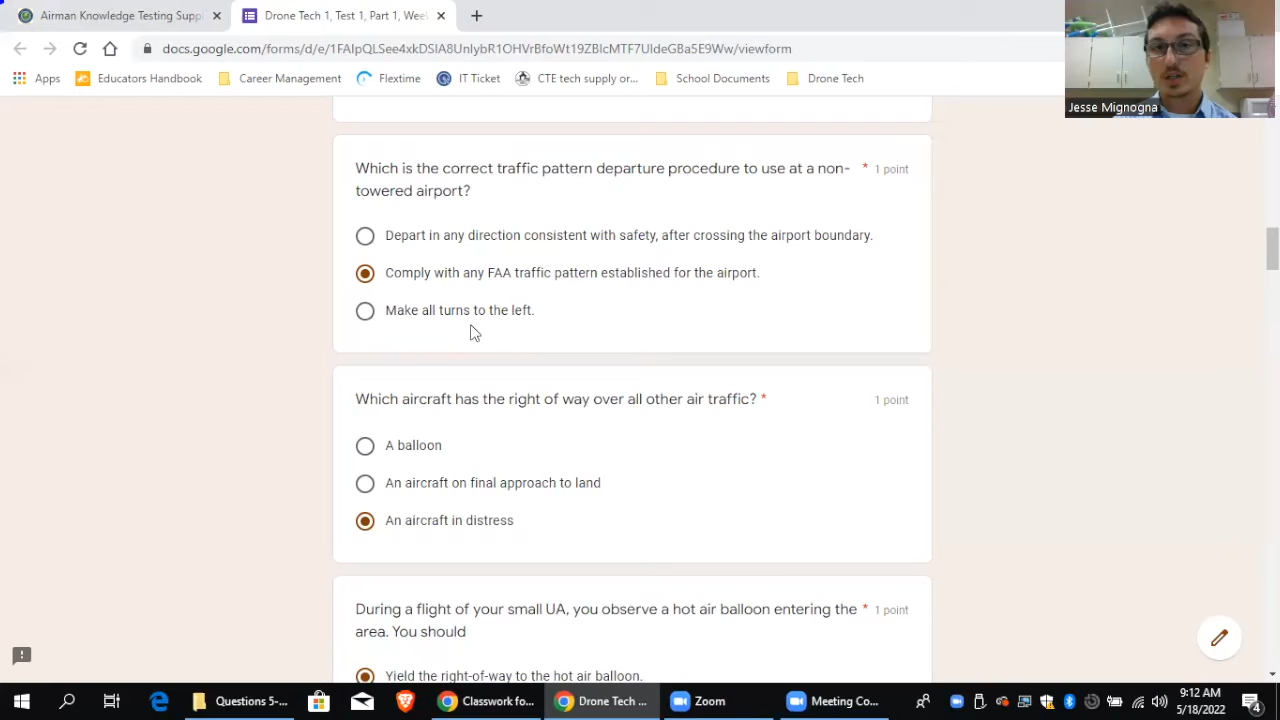 Airman Knowledge Testing Suppl
Drone Tech 1, Test 1, Part 1, Wee
docs.google.com/forms/d/e/1FAIpQLSee4xkDSIA8UnlybR1OHVrBfoWt19ZBlcMTF7UIdeGBa5E9Ww/viewform
Apps
Educators Handbook
Career Management
Flextime
IT Ticket
CTE tech supply or...
School Documents
Drone Tech
Jesse Mignogna
Which is the correct traffic pattern departure procedure to use at a non- * 1 point
towered airport?
Depart in any direction consistent with safety, after crossing the airport boundary.
Comply with any FAA traffic pattern established for the airport.
Make all turns to the left.
Which aircraft has the right of way over all other air traffic? * 1 point
A balloon
An aircraft on final approach to land
An aircraft in distress
During a flight of your small UA, you observe a hot air balloon entering the * 1 point
area. You should
Yield the right-of-way to the hot air balloon.
Questions 5-...
Classwork fo...
Drone Tech ...
Zoom
Meeting Co...
9:12 AM
5/18/2022
4